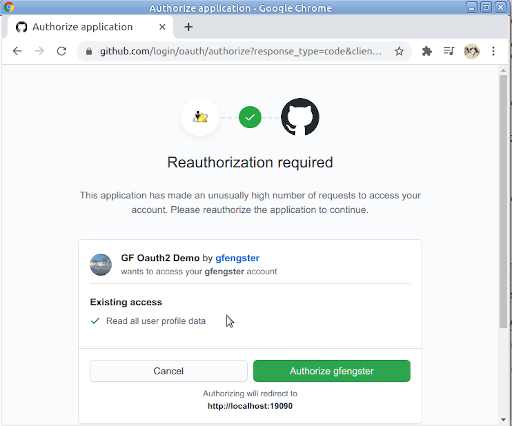 Authorize application - Google Chrome
Authorize application
github.com/login/oauth/authorize?response_type=code&clien...
Reauthorization required
This application has made an unusually high number of requests to access your
account. Please reauthorize the application to continue.
GF Oauth2 Demo by gfengster
wants to access your gfengster account
Existing access
Read all user profile data
Cancel
Authorize gfengster
Authorizing will redirect to
http://localhost:19090